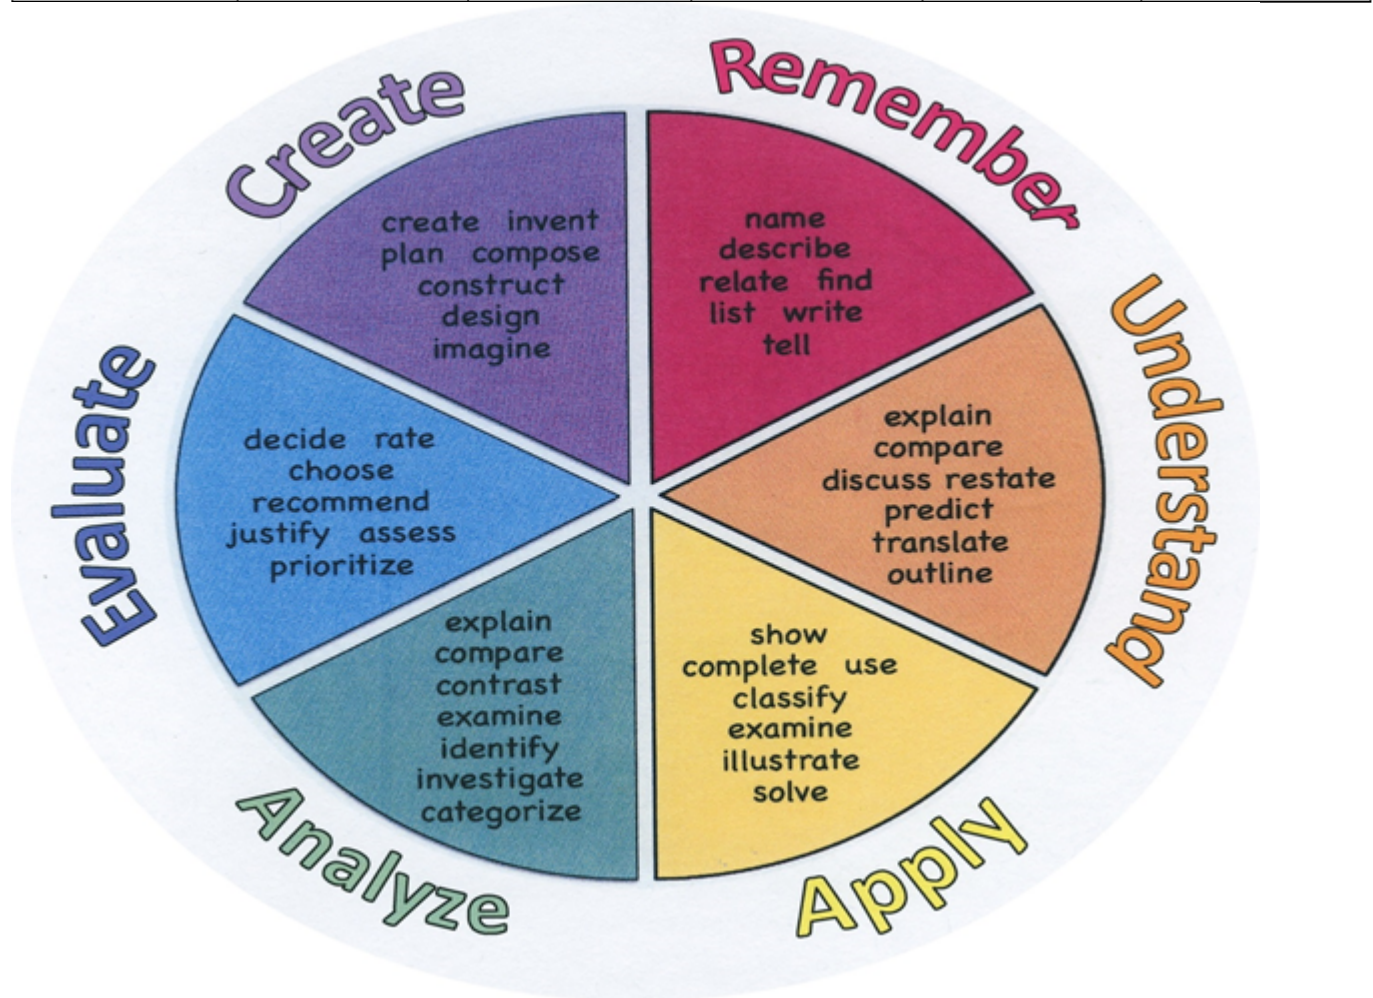 Remember
name
describe
relate find
list write
tell
Understand
explain
compare
discuss restate
predict
translate
outline
Apply
show
complete use
classify
examine
illustrate
solve
Analyze
explain
compare
contrast
examine
identify
investigate
categorize
Evaluate
decide rate
choose
recommend
justify assess
prioritize
Create
create invent
plan compose
construct
design
imagine